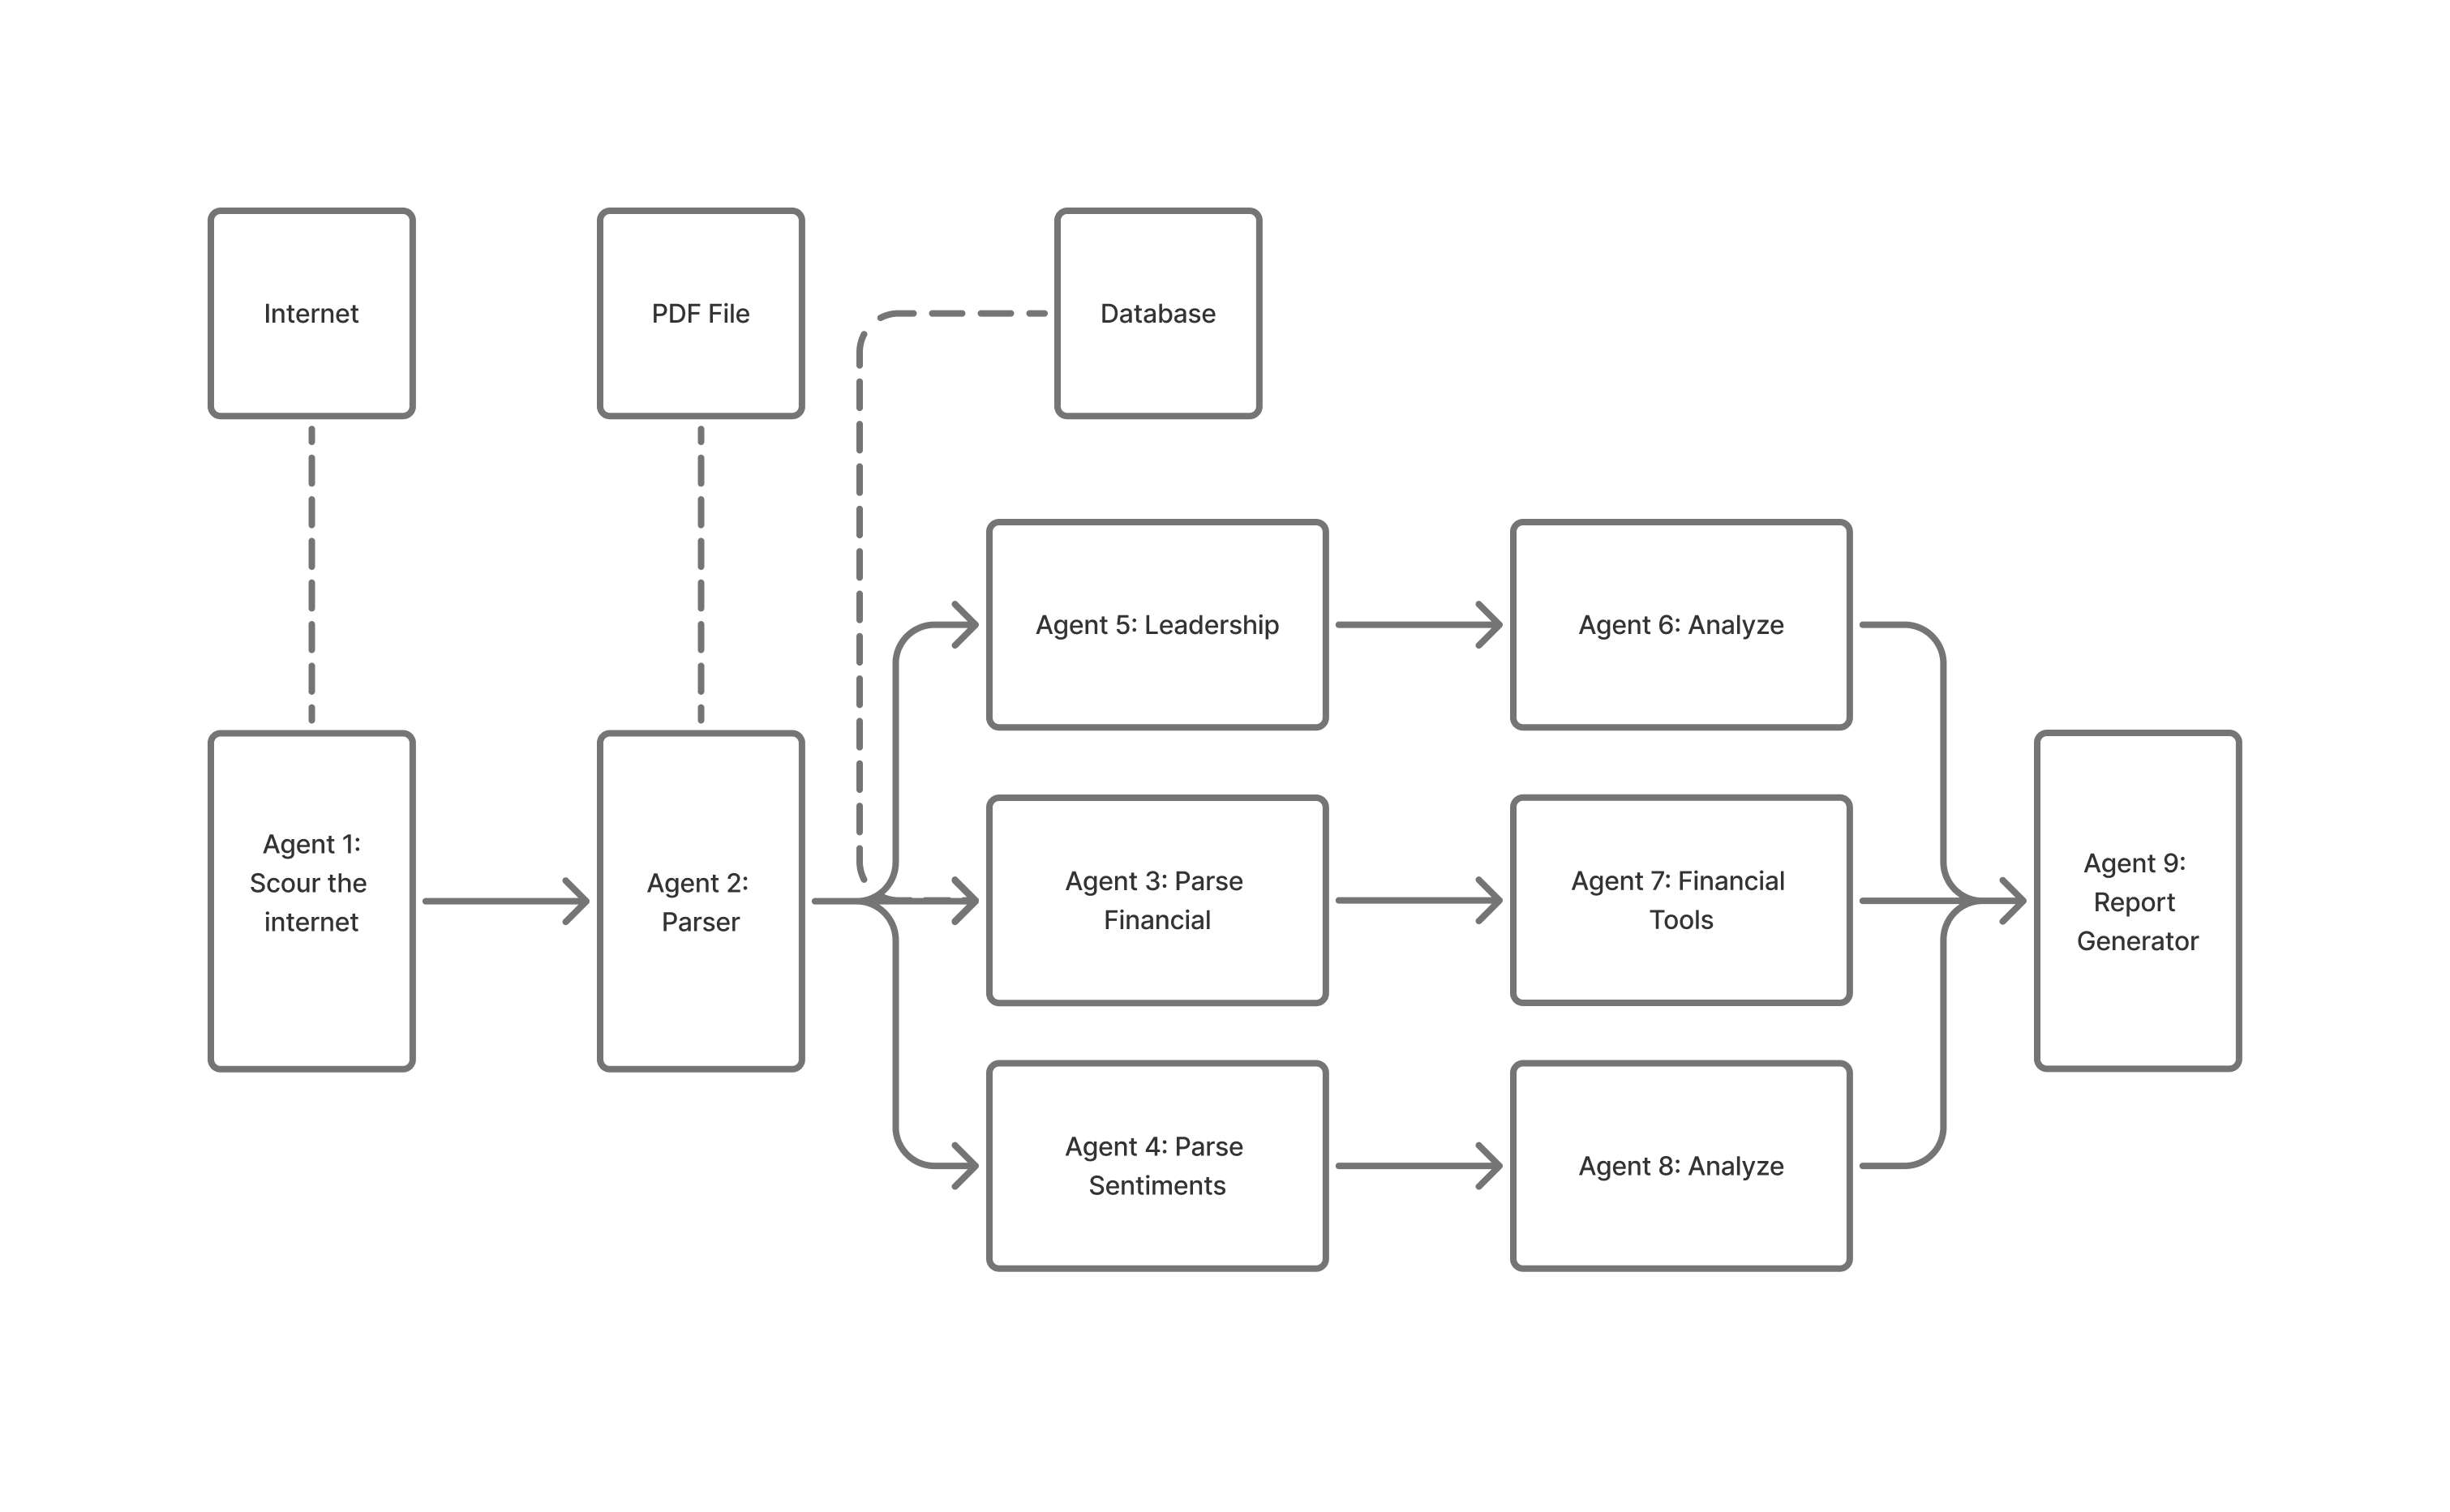 Internet
PDF File
Database
Agent 5: Leadership
Agent 6: Analyze
Agent 1:
Scour the
internet
Agent 2:
Parser
Agent 3: Parse
Financial
Agent 7: Financial
Tools
Agent 9:
Report
Generator
Agent 4: Parse
Sentiments
Agent 8: Analyze